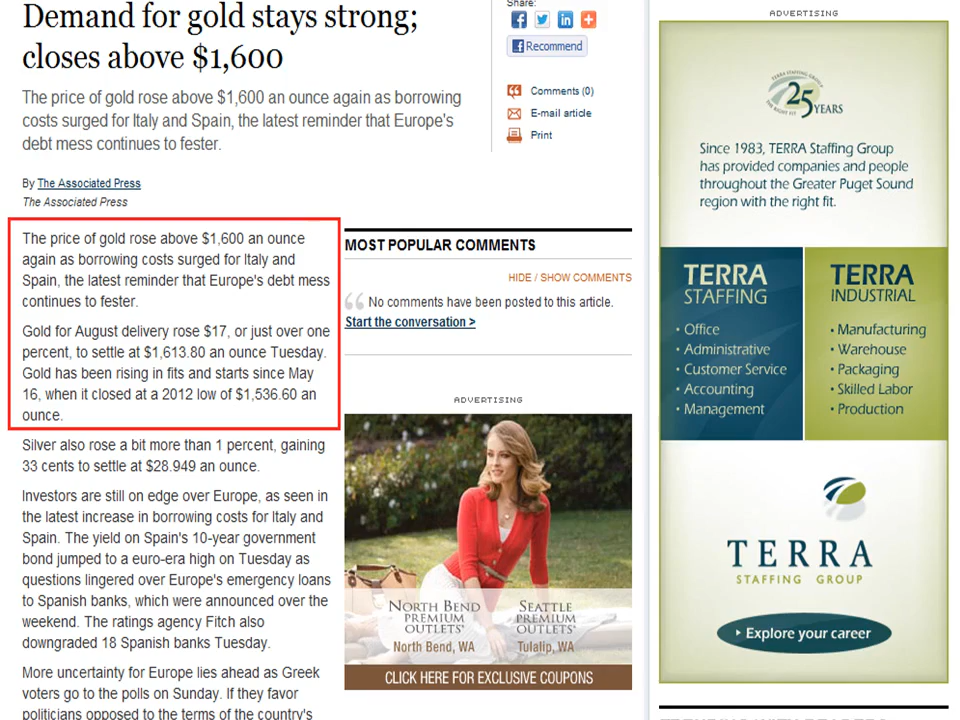 Demand for gold stays strong;
closes above $1,600
The price of gold rose above $1,600 an ounce again as borrowing
costs surged for Italy and Spain, the latest reminder that Europe's
debt mess continues to fester.
By The Associated Press
The Associated Press
The price of gold rose above $1,600 an ounce
again as borrowing costs surged for Italy and
Spain, the latest reminder that Europe's debt mess
continues to fester.
Gold for August delivery rose $17, or just over one
percent, to settle at $1,613.80 an ounce Tuesday.
Gold has been rising in fits and starts since May
16, when it closed at a 2012 low of $1,536.60 an
ounce.
Silver also rose a bit more than 1 percent, gaining
33 cents to settle at $28.949 an ounce.
Investors are still on edge over Europe, as seen in
the latest increase in borrowing costs for Italy and
Spain. The yield on Spain's 10-year government
bond jumped to a euro-era high on Tuesday as
questions lingered over Europe's emergency loans
to Spanish banks, which were announced over the
weekend. The ratings agency Fitch also
downgraded 18 Spanish banks Tuesday.
More uncertainty for Europe lies ahead as Greek
voters go to the polls on Sunday. If they favor
politicians opposed to the terms of the country's
Share:
Recommend
Comments (0)
E-mail article
Print
MOST POPULAR COMMENTS
HIDE / SHOW COMMENTS
No comments have been posted to this article.
Start the conversation >
ADVERTISING
NORTH BEND
PREMIUM
OUTLETS
North Bend, WA
SEATTLE
PREMIUM
OUTLETS
Tulalip, WA
CLICK HERE FOR EXCLUSIVE COUPONS
ADVERTISING
TERRA STAFFING GROUP
25 YEARS
THE RIGHT FIT
Since 1983, TERRA Staffing Group
has provided companies and people
throughout the Greater Puget Sound
region with the right fit.
TERRA
STAFFING
• Office
• Administrative
• Customer Service
• Accounting
• Management
TERRA
INDUSTRIAL
• Manufacturing
• Warehouse
• Packaging
• Skilled Labor
• Production
TERRA
STAFFING GROUP
Explore your career